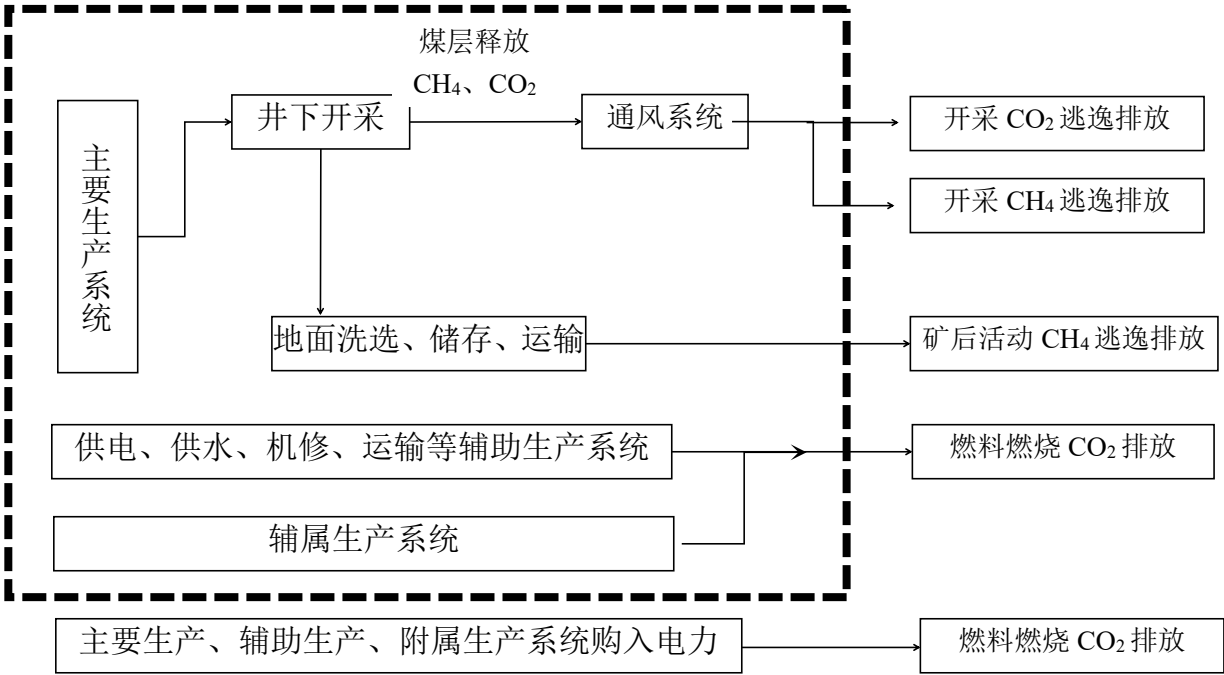 煤层释放
CH₄、CO₂
主要生产系统
井下开采
通风系统
开采 CO₂ 逃逸排放
开采 CH₄ 逃逸排放
地面洗选、储存、运输
矿后活动 CH₄ 逃逸排放
供电、供水、机修、运输等辅助生产系统
燃料燃烧 CO₂ 排放
辅属生产系统
主要生产、辅助生产、附属生产系统购入电力
燃料燃烧 CO₂ 排放